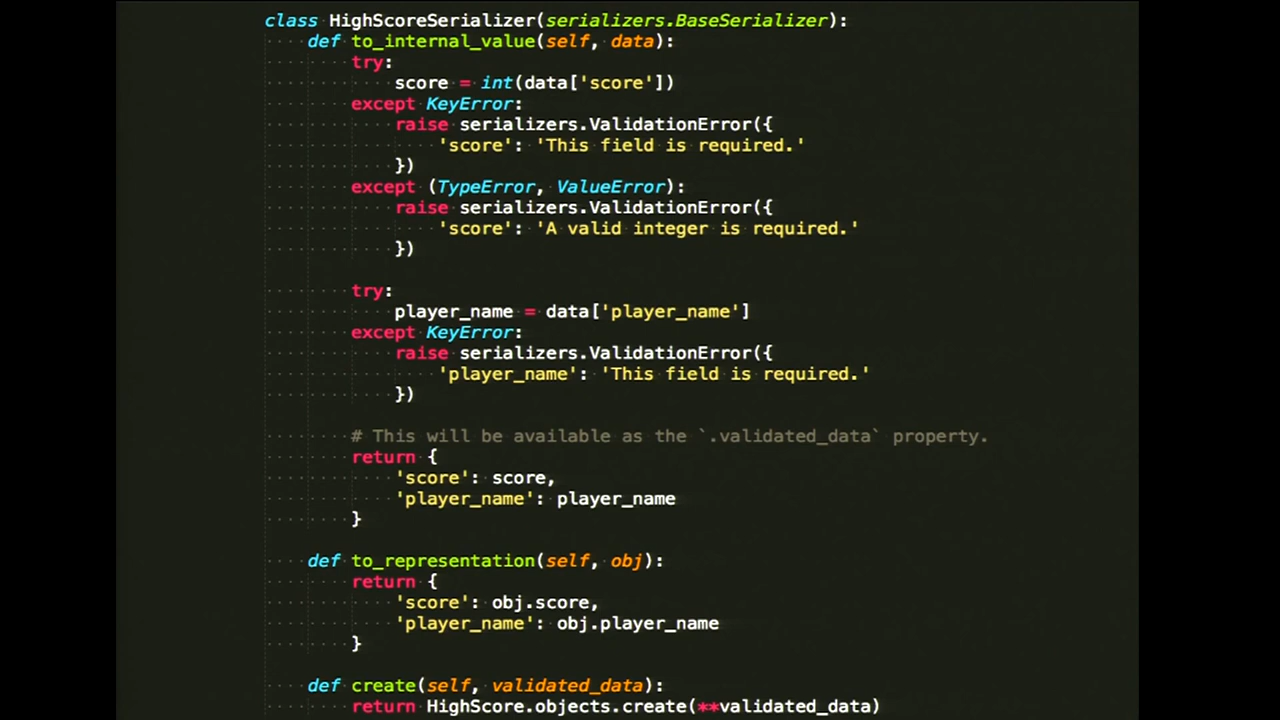 class HighScoreSerializer(serializers.BaseSerializer):
    def to_internal_value(self, data):
        try:
            score = int(data['score'])
        except KeyError:
            raise serializers.ValidationError({
                'score': 'This field is required.'
            })
        except (TypeError, ValueError):
            raise serializers.ValidationError({
                'score': 'A valid integer is required.'
            })

        try:
            player_name = data['player_name']
        except KeyError:
            raise serializers.ValidationError({
                'player_name': 'This field is required.'
            })

        # This will be available as the `.validated_data` property.
        return {
            'score': score,
            'player_name': player_name
        }

    def to_representation(self, obj):
        return {
            'score': obj.score,
            'player_name': obj.player_name
        }

    def create(self, validated_data):
        return HighScore.objects.create(**validated_data)